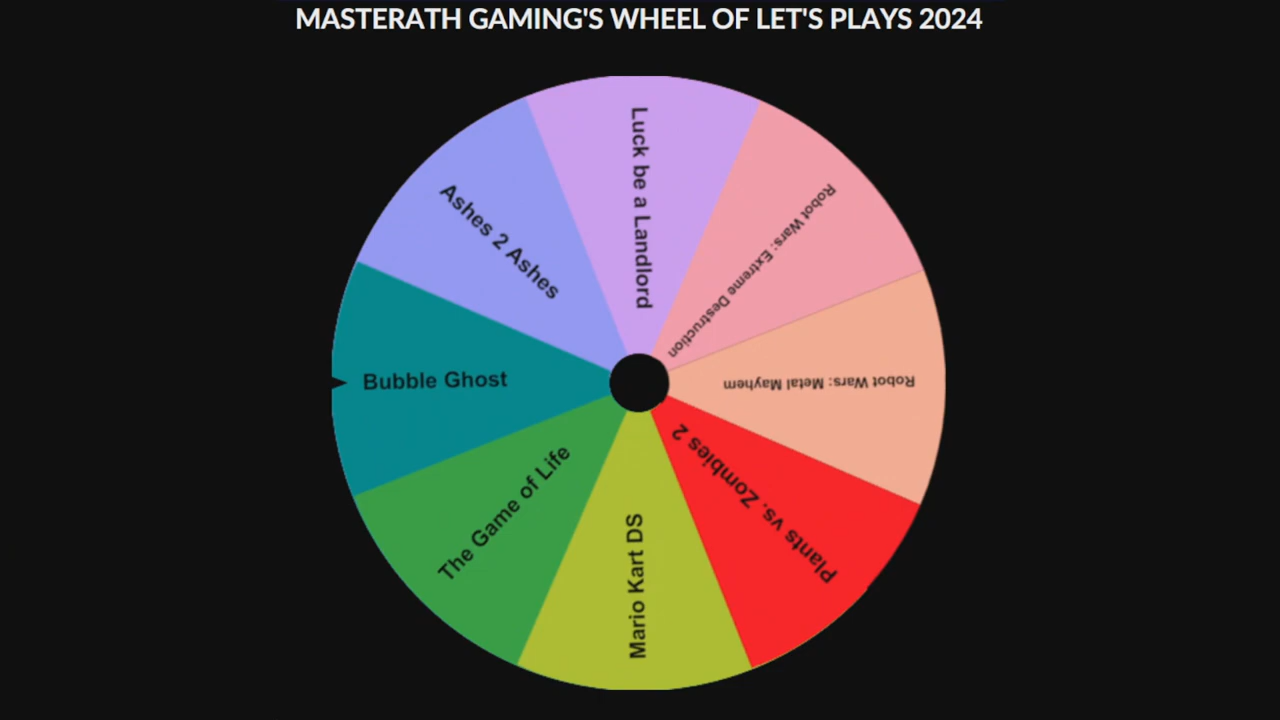 MASTERATH GAMING'S WHEEL OF LET'S PLAYS 2024
Luck be a Landlord
Robot Wars: Extreme Destruction
Robot Wars: Metal Mayhem
Plants vs. Zombies 2
Mario Kart DS
The Game of Life
Bubble Ghost
Ashes 2 Ashes